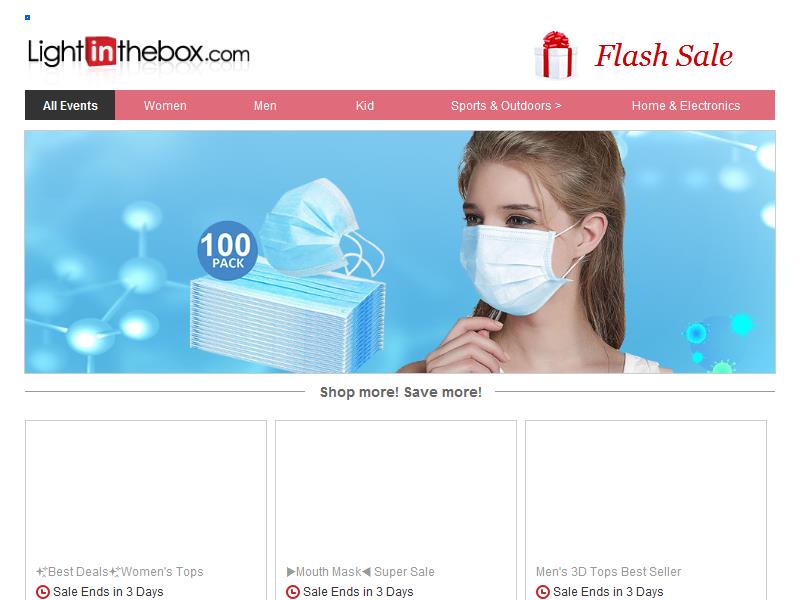 Lightinthebox.com
Flash Sale
All Events Women Men Kid Sports & Outdoors > Home & Electronics
100
PACK
Shop more! Save more!
✨Best Deals✨Women's Tops
Sale Ends in 3 Days
▶Mouth Mask◀ Super Sale
Sale Ends in 3 Days
Men's 3D Tops Best Seller
Sale Ends in 3 Days